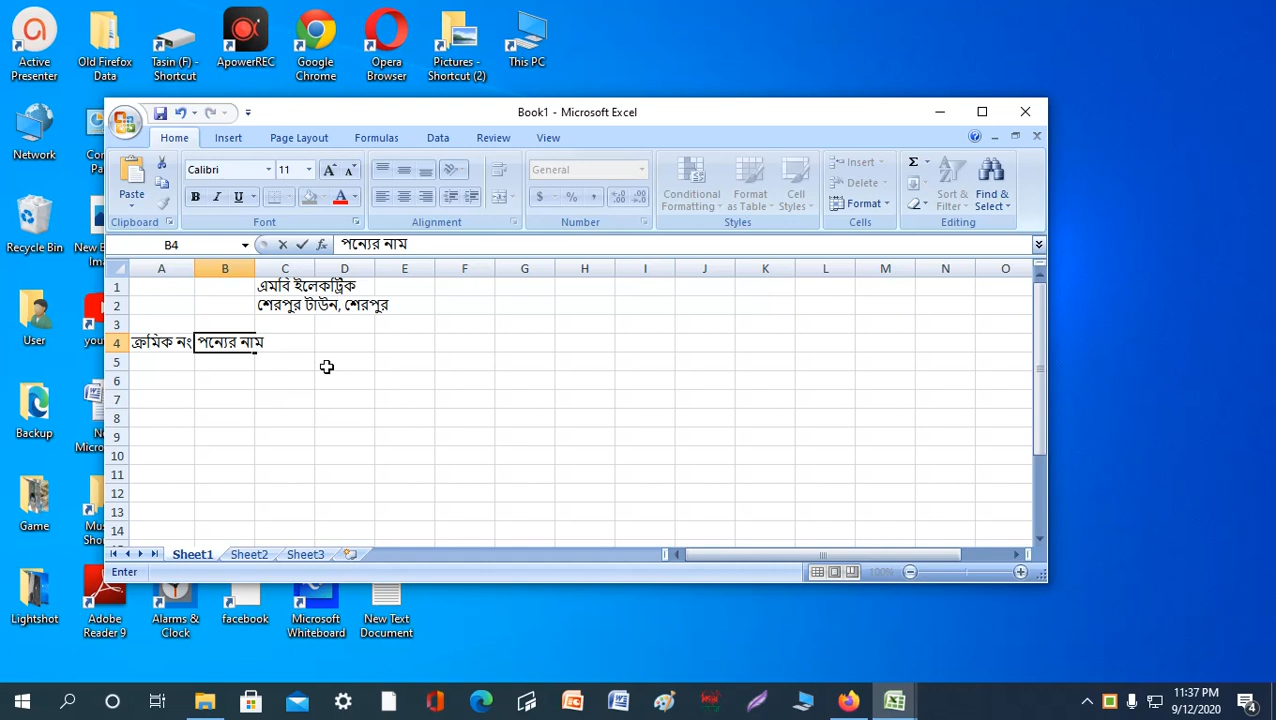 Active Presenter
Old Firefox Data
Tasin (F) - Shortcut
ApowerREC
Google Chrome
Opera Browser
Pictures - Shortcut (2)
This PC
Network
Recycle Bin
User
Backup
Game
Lightshot
Adobe Reader 9
Alarms & Clock
facebook
Microsoft Whiteboard
New Text Document
Book1 - Microsoft Excel
Home Insert Page Layout Formulas Data Review View
Paste
Calibri 11
B I U
General
$ % ,
Conditional Formatting
Format as Table
Cell Styles
Insert
Delete
Format
Σ
Sort & Filter
Find & Select
Clipboard Font Alignment Number Styles Cells Editing
B4 fx পন্যের নাম
A B C D E F G H I J K L M N O
1 এমবি ইলেকট্রিক
2 শেরপুর টাউন, শেরপুর
3
4 ক্রমিক নং পন্যের নাম
5
6
7
8
9
10
11
12
13
14
Sheet1 Sheet2 Sheet3
Enter 100%
11:37 PM
9/12/2020
4